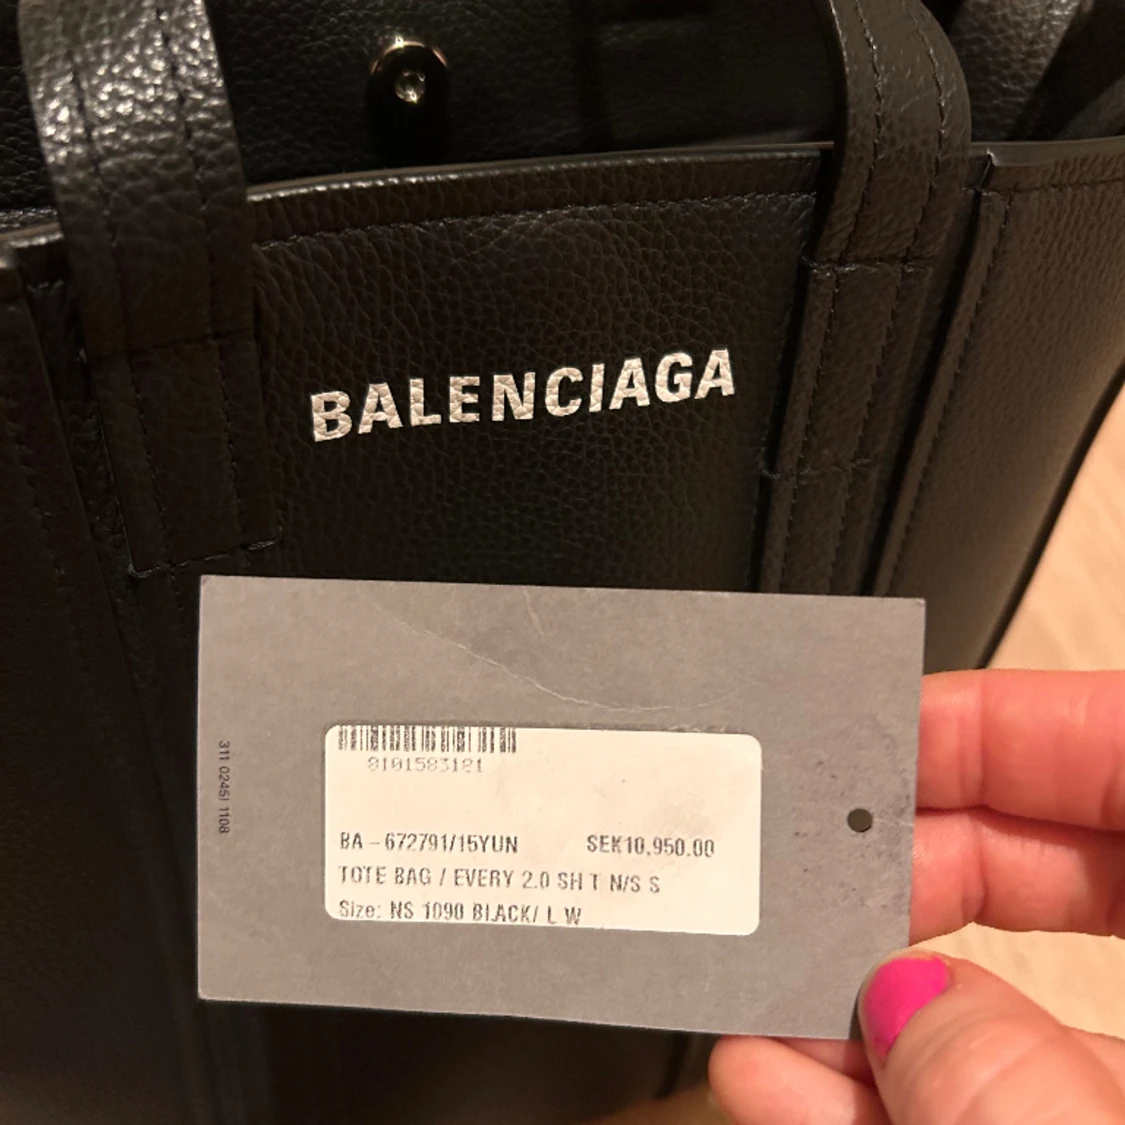 BALENCIAGA
311 0245/ 1108
8101583181
BA - 672791/15YUN SEK10,950.00
TOTE BAG / EVERY 2.0 SH T N/S S
Size: NS 1090 BLACK/ L W